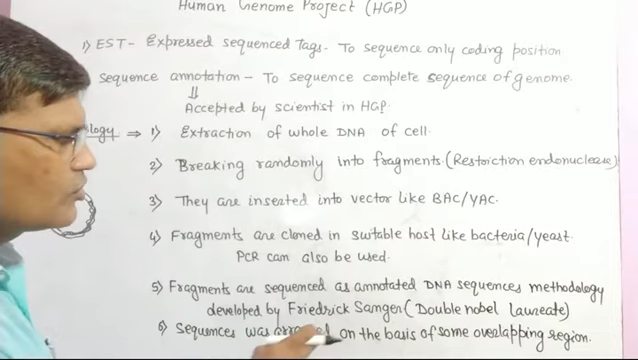 Human Genome Project (HGP)
1) EST- Expressed sequenced Tags - To sequence only coding position
Sequence annotation - To sequence complete sequence of genome.
⇓
Accepted by scientist in HGP.
ology ⇒ 1) Extraction of whole DNA of cell.
2) Breaking randomly into fragments. (Restriction endonuclease)
3) They are inserted into vector like BAC/YAC.
4) Fragments are cloned in suitable host like bacteria/yeast.
PCR can also be used.
5) Fragments are sequenced as annotated DNA sequences methodology
developed by Friedrick Sanger (Double nobel laureate)
6) Sequences was on the basis of some overlapping region.